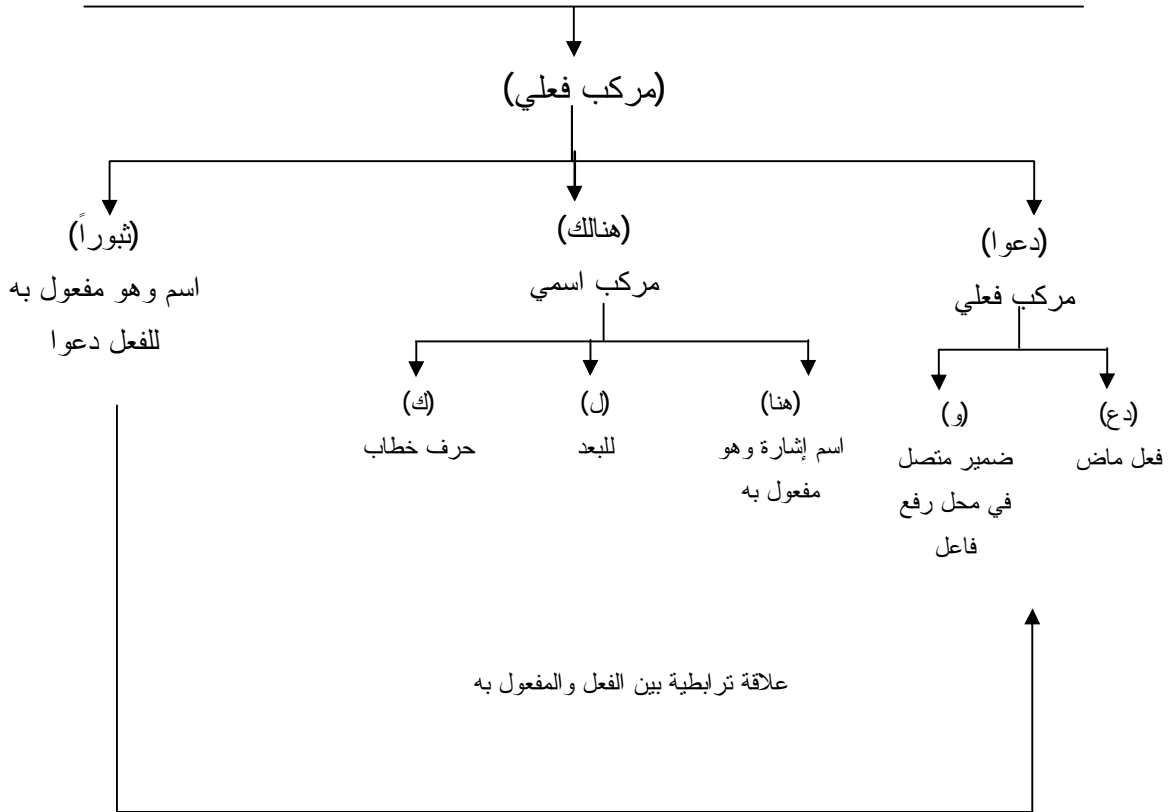 (مركب فعلي)
(دعوا)
مركب فعلي
(دع)
فعل ماض
(و)
ضمير متصل
في محل رفع
فاعل
(هنالك)
مركب اسمي
(هنا)
اسم إشارة وهو
مفعول به
(ل)
للبعد
(ك)
حرف خطاب
(ثبوراً)
اسم وهو مفعول به
للفعل دعوا
علاقة ترابطية بين الفعل والمفعول به